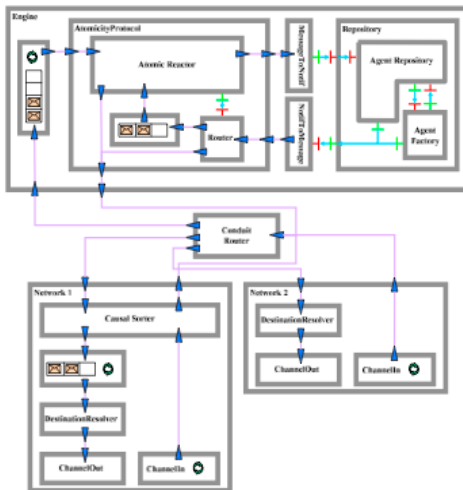 Engine
AtomicityProtocol
Atomic Reactor
Router
MessageToNotif
NotifToMessage
Repository
Agent Repository
Agent
Factory
Conduit
Router
Network 1
Causal Sorter
DestinationResolver
ChannelOut
ChannelIn
Network 2
DestinationResolver
ChannelOut
ChannelIn